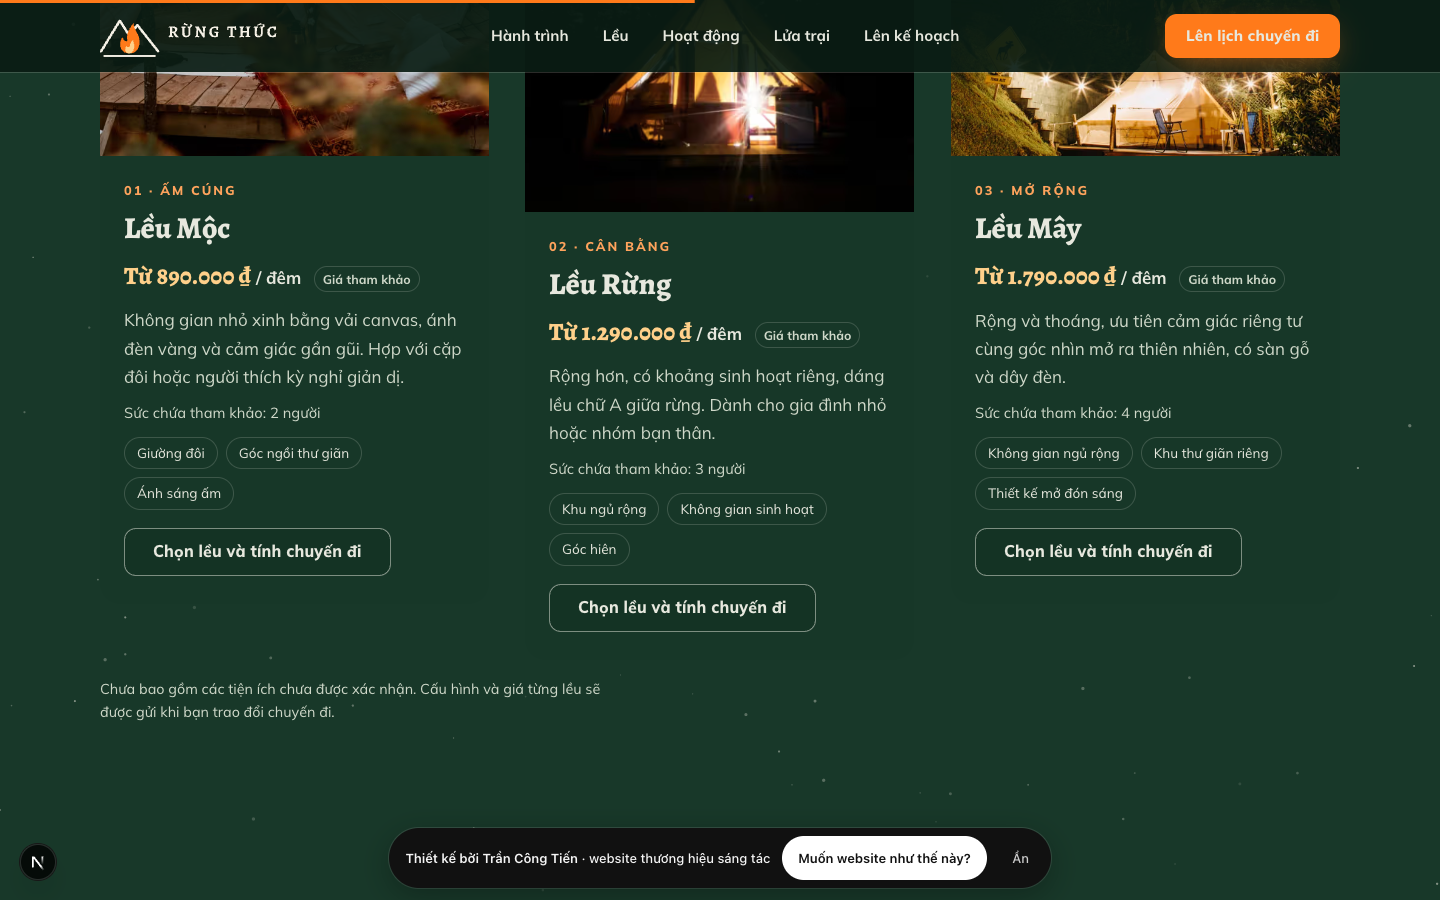 RỪNG THỨC
Hành trình
Lều
Hoạt động
Lửa trại
Lên kế hoạch
Lên lịch chuyến đi
01 · ẤM CÚNG
Lều Mộc
Từ 890.000 ₫ / đêm Giá tham khảo
Không gian nhỏ xinh bằng vải canvas, ánh
đèn vàng và cảm giác gần gũi. Hợp với cặp
đôi hoặc người thích kỳ nghỉ giản dị.
Sức chứa tham khảo: 2 người
Giường đôi
Góc ngồi thư giãn
Ánh sáng ấm
Chọn lều và tính chuyến đi
02 · CÂN BẰNG
Lều Rừng
Từ 1.290.000 ₫ / đêm Giá tham khảo
Rộng hơn, có khoảng sinh hoạt riêng, dáng
lều chữ A giữa rừng. Dành cho gia đình nhỏ
hoặc nhóm bạn thân.
Sức chứa tham khảo: 3 người
Khu ngủ rộng
Không gian sinh hoạt
Góc hiên
Chọn lều và tính chuyến đi
03 · MỞ RỘNG
Lều Mây
Từ 1.790.000 ₫ / đêm Giá tham khảo
Rộng và thoáng, ưu tiên cảm giác riêng tư
cùng góc nhìn mở ra thiên nhiên, có sàn gỗ
và dây đèn.
Sức chứa tham khảo: 4 người
Không gian ngủ rộng
Khu thư giãn riêng
Thiết kế mở đón sáng
Chọn lều và tính chuyến đi
Chưa bao gồm các tiện ích chưa được xác nhận. Cấu hình và giá từng lều sẽ
được gửi khi bạn trao đổi chuyến đi.
N
Thiết kế bởi Trần Công Tiến · website thương hiệu sáng tác
Muốn website như thế này?
Ẩn